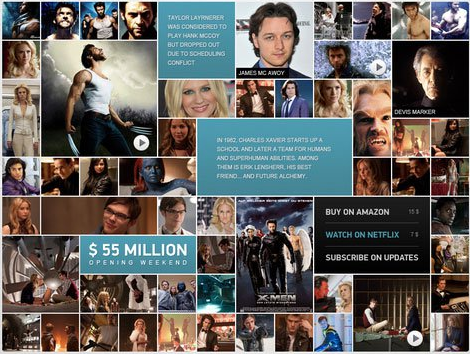 TAYLOR LAYRNERER
WAS CONSIDERED TO
PLAY HANK MCCOY
BUT DROPPED OUT
DUE TO SCHEDULING
CONFLICT
JAMES MC AWOY
DEVIS MARKER
IN 1962, CHARLES XAVIER STARTS UP A
SCHOOL AND LATER A TEAM FOR HUMANS
AND SUPERHUMAN ABILITIES. AMONG
THEM IS ERIK LENSHERR, HIS BEST
FRIEND... AND FUTURE ALCHEMY.
$ 55 MILLION
OPENING WEEKEND
X-MEN
BUY ON AMAZON 15 $
WATCH ON NETFLIX 7 $
SUBSCRIBE ON UPDATES